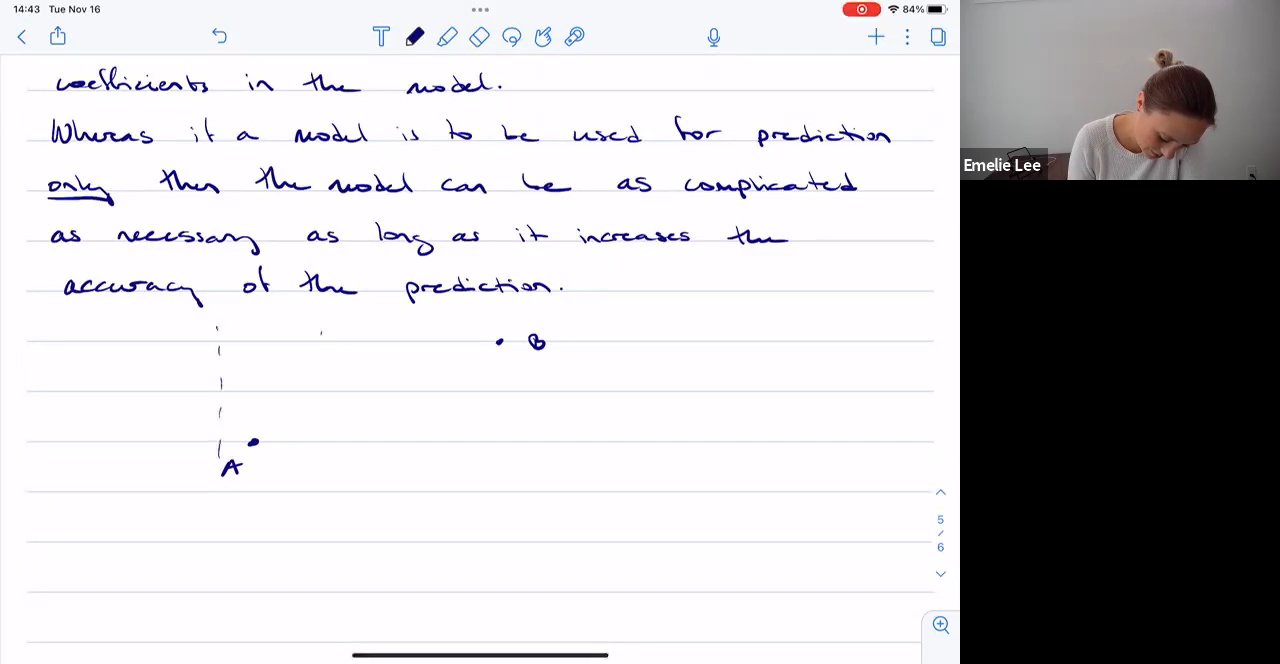 14:43 Tue Nov 16
84%
coefficients in the model.
Whereas if a model is to be used for prediction
only then the model can be as complicated
as necessary as long as it increases the
accuracy of the prediction.
B
A
5
6
Emelie Lee